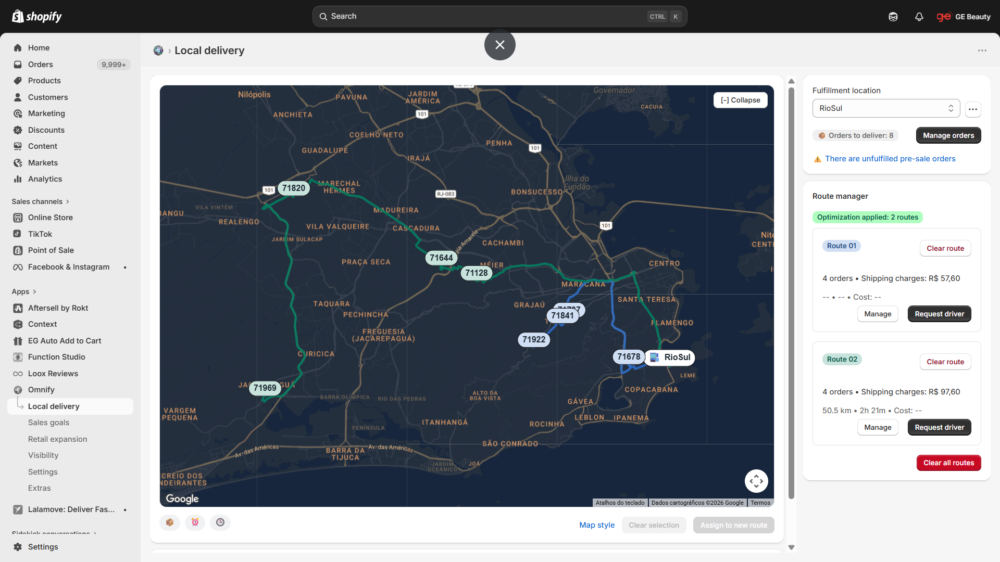 shopify
Search
CTRL K
ge GE Beauty
Home
Orders 9,999+
Products
Customers
Marketing
Discounts
Content
Markets
Analytics
Sales channels
Online Store
TikTok
Point of Sale
Facebook & Instagram
Apps
Aftersell by Rokt
Context
EG Auto Add to Cart
Function Studio
Loox Reviews
Omnify
Local delivery
Sales goals
Retail expansion
Visibility
Settings
Extras
Lalamove: Deliver Fas...
Sidekick conversations
Settings
Local delivery
[-] Collapse
Nilópolis
PAVUNA
JARDIM
AMÉRICA
Governador
CACUIA
ANCHIETA
101
COELHO NETO
PENHA
GUADALUPE
101
IRAJÁ
Ilha do
Fundão
101
71820
MARECHAL
HERMES
RJ-083
BONSUCESSO
VILA VINTÉM
BANGU
MADUREIRA
REALENGO
VILA VALQUEIRE
CASCADURA
101
JARDIM SULACAP
CACHAMBI
PRAÇA SECA
71644
MÉIER
71128
CENTRO
MARACANÃ
TAQUARA
GRAJAÚ
SANTA TERESA
PECHINCHA
71841
FLAMENGO
FREGUESIA
(JACAREPAGUÁ)
71922
CURICICA
71678
RioSul
LEME
71969
COPACABANA
BARRA OLÍMPICA
RIO DAS PEDRAS
ALTO DA
BOA VISTA
GÁVEA
VARGEM
PEQUENA
ITANHANGÁ
ROCINHA
LEBLON
IPANEMA
PENÍNSULA
SÃO CONRADO
Av. das Américas
BARRA DA
TIJUCA
Av. das Américas
JARDIM
OCEÂNICO
JOÁ
Google
Atalhos do teclado
Dados cartográficos ©2026 Google
Termos
Map style
Clear selection
Assign to new route
Fulfillment location
RioSul
Orders to deliver: 8
Manage orders
There are unfulfilled pre-sale orders
Route manager
Optimization applied: 2 routes
Route 01
Clear route
4 orders • Shipping charges: R$ 57,60
-- • -- • Cost: --
Manage
Request driver
Route 02
Clear route
4 orders • Shipping charges: R$ 97,60
50.5 km • 2h 21m • Cost: --
Manage
Request driver
Clear all routes